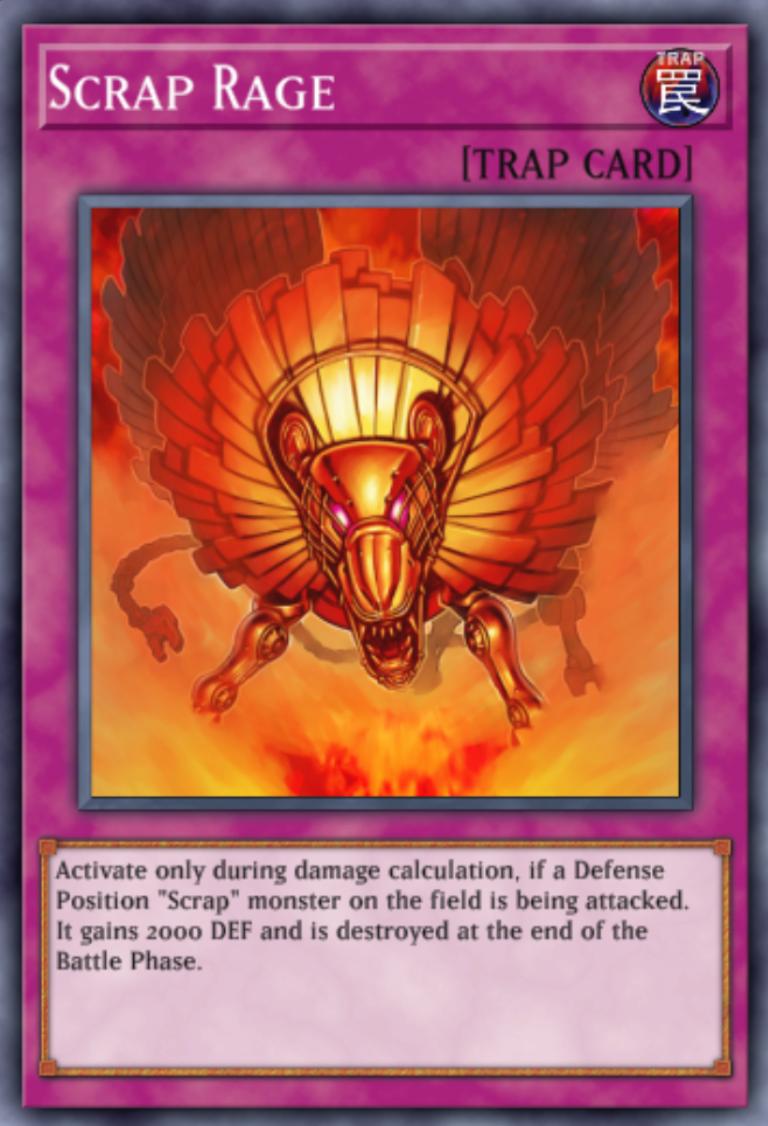 Scrap Rage
TRAP
罠
[TRAP CARD]
Activate only during damage calculation, if a Defense
Position "Scrap" monster on the field is being attacked.
It gains 2000 DEF and is destroyed at the end of the
Battle Phase.